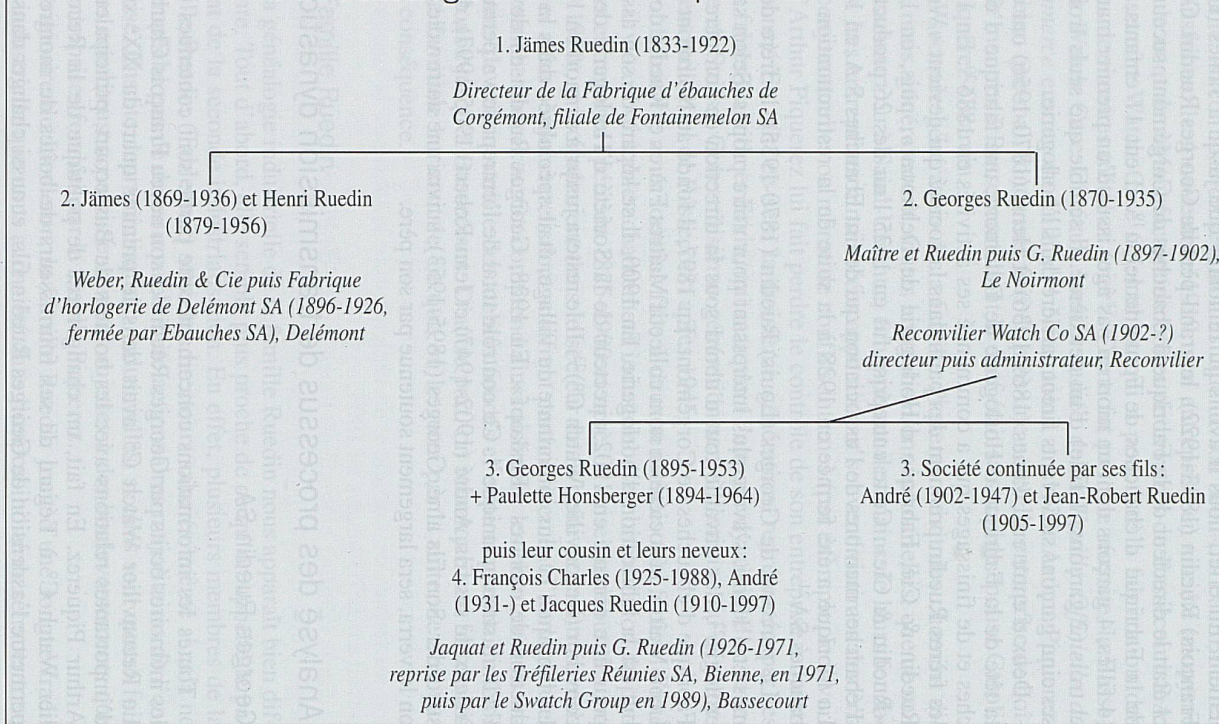 1. Jämes Ruedin (1833-1922)
Directeur de la Fabrique d'ébauches de
Corgémont, filiale de Fontainemelon SA
2. Jämes (1869-1936) et Henri Ruedin
(1879-1956)
Weber, Ruedin & Cie puis Fabrique
d'horlogerie de Delémont SA (1896-1926,
fermée par Ebauches SA), Delémont
2. Georges Ruedin (1870-1935)
Maître et Ruedin puis G. Ruedin (1897-1902),
Le Noirmont
Reconvilier Watch Co SA (1902-?)
directeur puis administrateur, Reconvilier
3. Georges Ruedin (1895-1953)
+ Paulette Honsberger (1894-1964)
puis leur cousin et leurs neveux:
4. François Charles (1925-1988), André
(1931-) et Jacques Ruedin (1910-1997)
Jaquat et Ruedin puis G. Ruedin (1926-1971,
reprise par les Tréfileries Réunies SA, Bienne, en 1971,
puis par le Swatch Group en 1989), Bassecourt
3. Société continuée par ses fils:
André (1902-1947) et Jean-Robert Ruedin
(1905-1997)